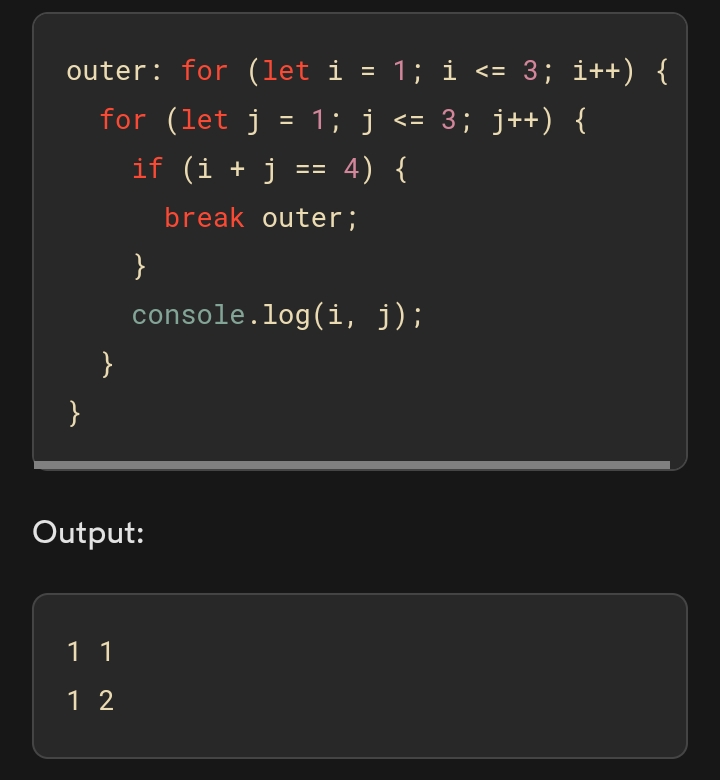 outer: for (let i = 1; i <= 3; i++) {
  for (let j = 1; j <= 3; j++) {
    if (i + j == 4) {
      break outer;
    }
    console.log(i, j);
  }
}
Output:
1 1
1 2